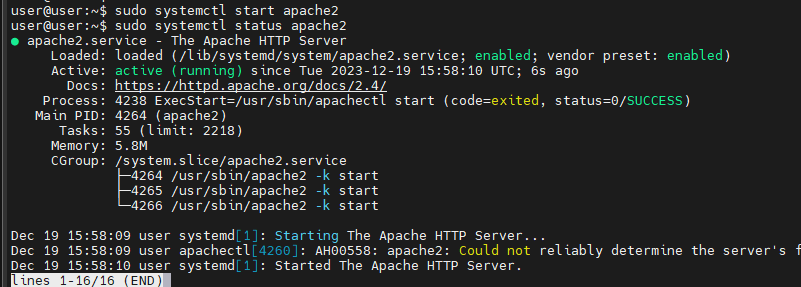 user@user:~$ sudo systemctl start apache2
user@user:~$ sudo systemctl status apache2
● apache2.service - The Apache HTTP Server
     Loaded: loaded (/lib/systemd/system/apache2.service; enabled; vendor preset: enabled)
     Active: active (running) since Tue 2023-12-19 15:58:10 UTC; 6s ago
       Docs: https://httpd.apache.org/docs/2.4/
    Process: 4238 ExecStart=/usr/sbin/apachectl start (code=exited, status=0/SUCCESS)
   Main PID: 4264 (apache2)
      Tasks: 55 (limit: 2218)
     Memory: 5.8M
     CGroup: /system.slice/apache2.service
             ├─4264 /usr/sbin/apache2 -k start
             ├─4265 /usr/sbin/apache2 -k start
             └─4266 /usr/sbin/apache2 -k start

Dec 19 15:58:09 user systemd[1]: Starting The Apache HTTP Server...
Dec 19 15:58:09 user apachectl[4260]: AH00558: apache2: Could not reliably determine the server's f
Dec 19 15:58:10 user systemd[1]: Started The Apache HTTP Server.
lines 1-16/16 (END)